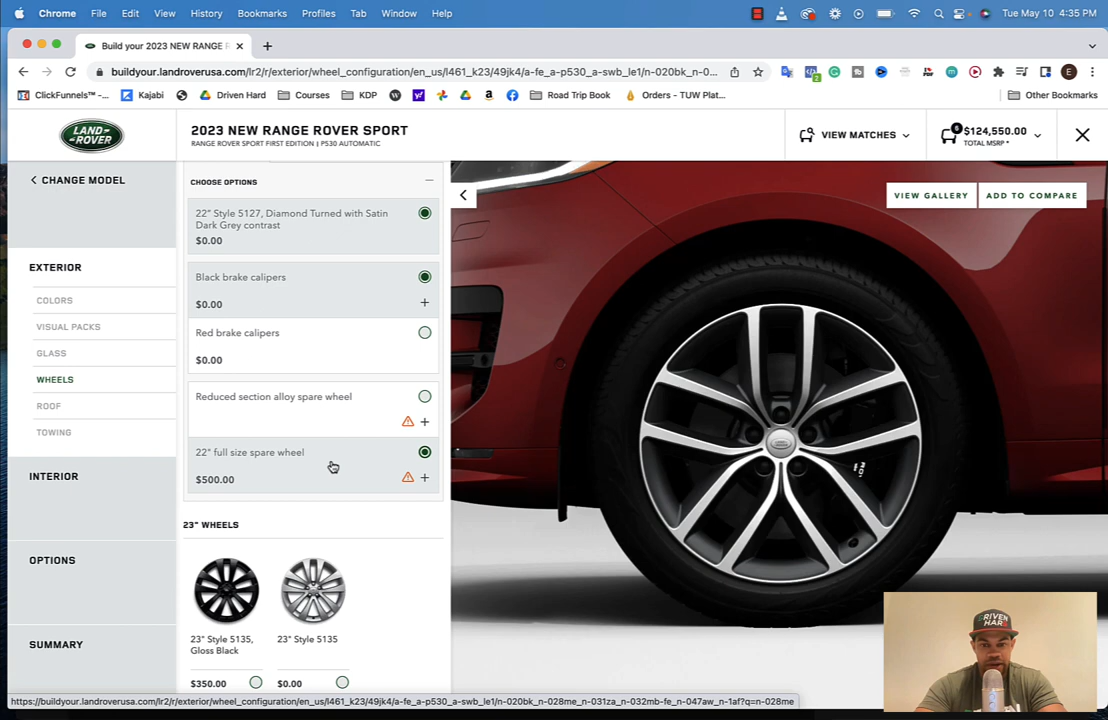 Chrome File Edit View History Bookmarks Profiles Tab Window Help
Tue May 10 4:35 PM
Build your 2023 NEW RANGE R
buildyour.landroverusa.com/lr2/r/exterior/wheel_configuration/en_us/l461_k23/49jk4/a-fe_a-p530_a-swb_le1/n-020bk_n-0...
ClickFunnels™ -... Kajabi Driven Hard Courses KDP Road Trip Book Orders - TUW Plat... Other Bookmarks
LAND-
ROVER
2023 NEW RANGE ROVER SPORT
RANGE ROVER SPORT FIRST EDITION | P530 AUTOMATIC
VIEW MATCHES
6 $124,550.00
TOTAL MSRP *
CHANGE MODEL
EXTERIOR
COLORS
VISUAL PACKS
GLASS
WHEELS
ROOF
TOWING
INTERIOR
OPTIONS
SUMMARY
CHOOSE OPTIONS
22" Style 5127, Diamond Turned with Satin
Dark Grey contrast
$0.00
Black brake calipers
$0.00
Red brake calipers
$0.00
Reduced section alloy spare wheel
22" full size spare wheel
$500.00
23" WHEELS
23" Style 5135,
Gloss Black
$350.00
23" Style 5135
$0.00
VIEW GALLERY
ADD TO COMPARE
DRIVEN
HARD
https://buildyour.landroverusa.com/lr2/r/exterior/wheel_configuration/en_us/l461_k23/49jk4/a-fe_a-p530_a-swb_le1/n-020bk_n-028me_n-031za_n-032mb-fe_n-047aw_n-1af?q=n-028me